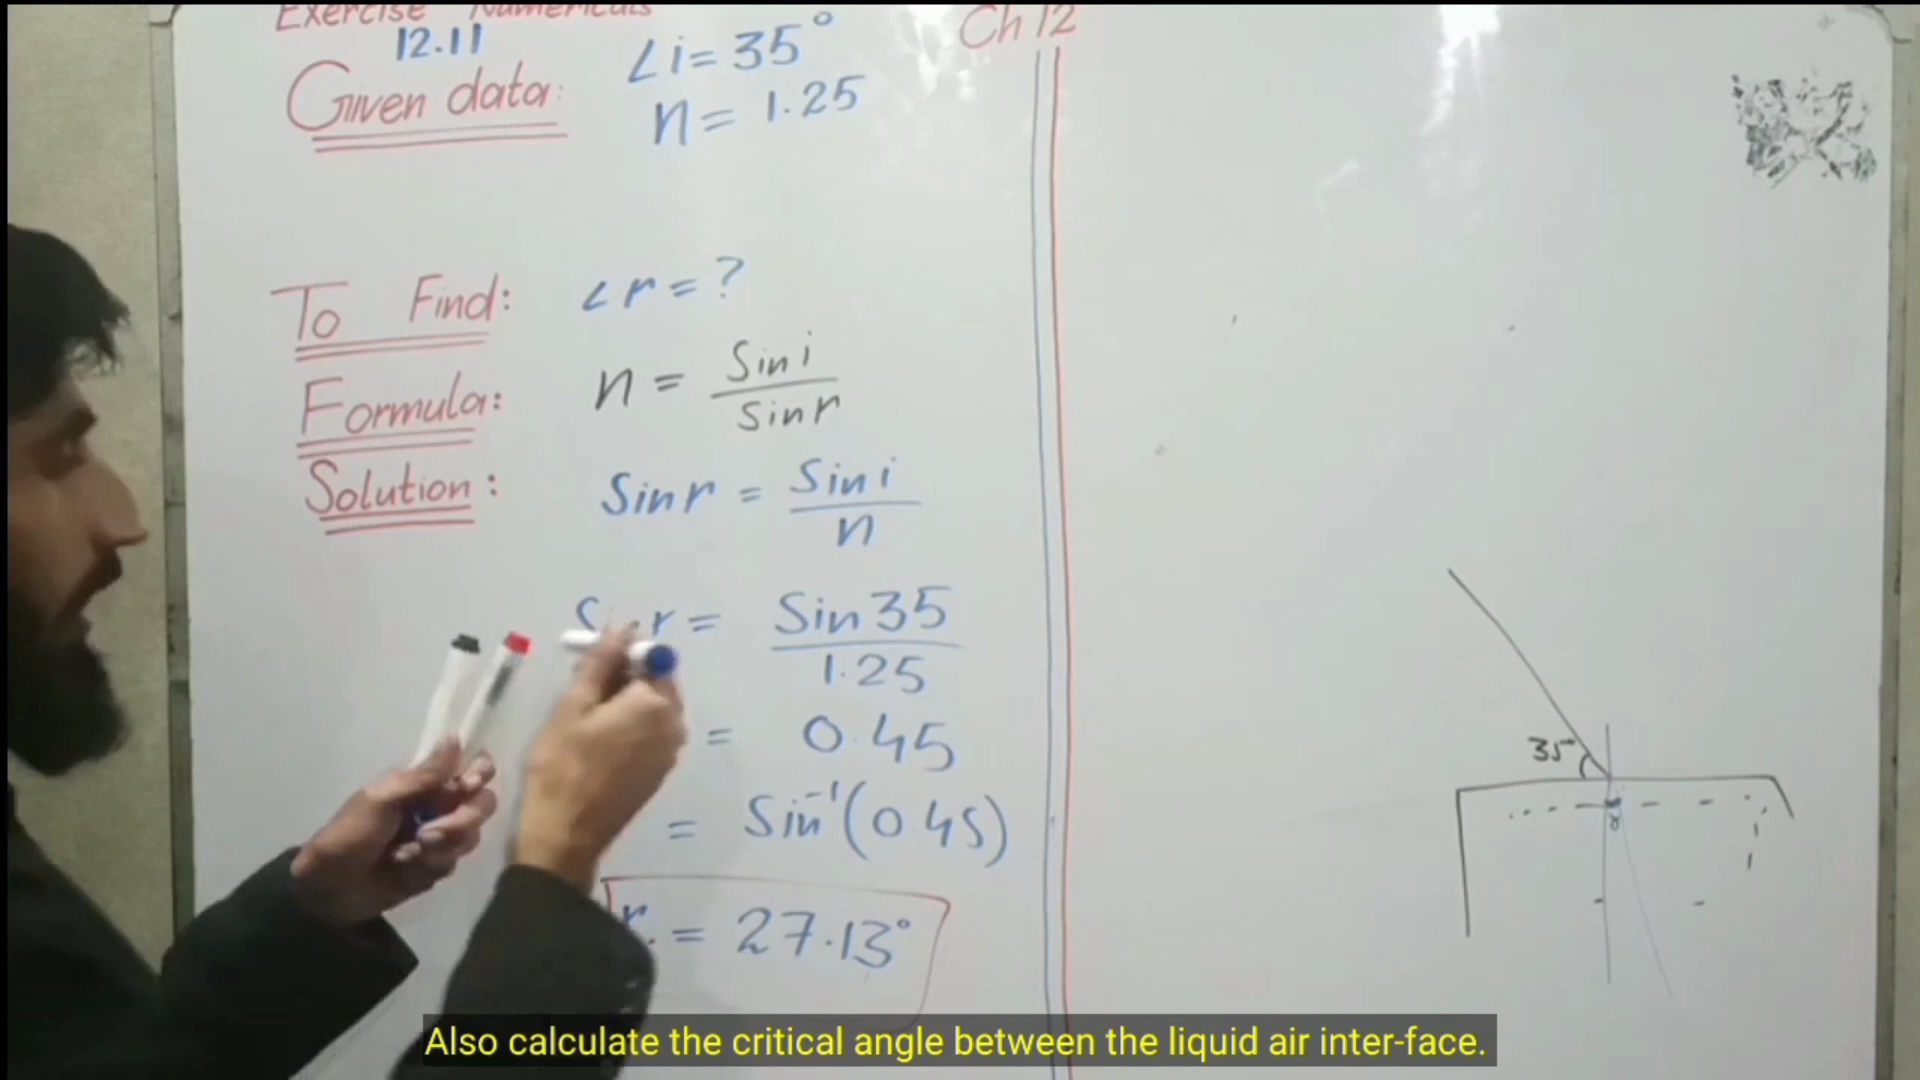 Exercise Numericals
12.11
Ch 12
Given data:
∠i = 35°
n = 1.25
To Find: ∠r = ?
Formula: n = Sin i / Sin r
Solution: Sin r = Sin i / n
r = Sin 35 / 1.25
= 0.45
= Sin⁻¹(0.45)
r = 27.13°
35
r
Also calculate the critical angle between the liquid air inter-face.